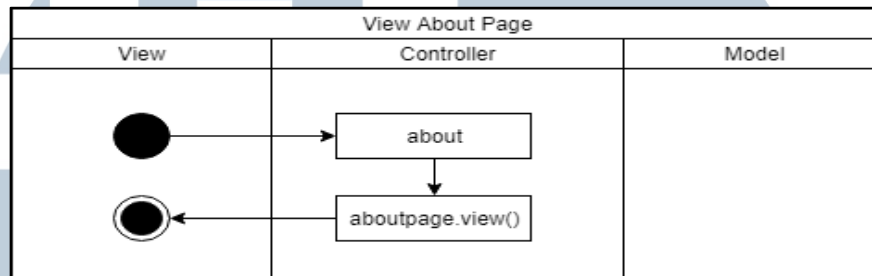 View About Page
View
Controller
Model
about
aboutpage.view()